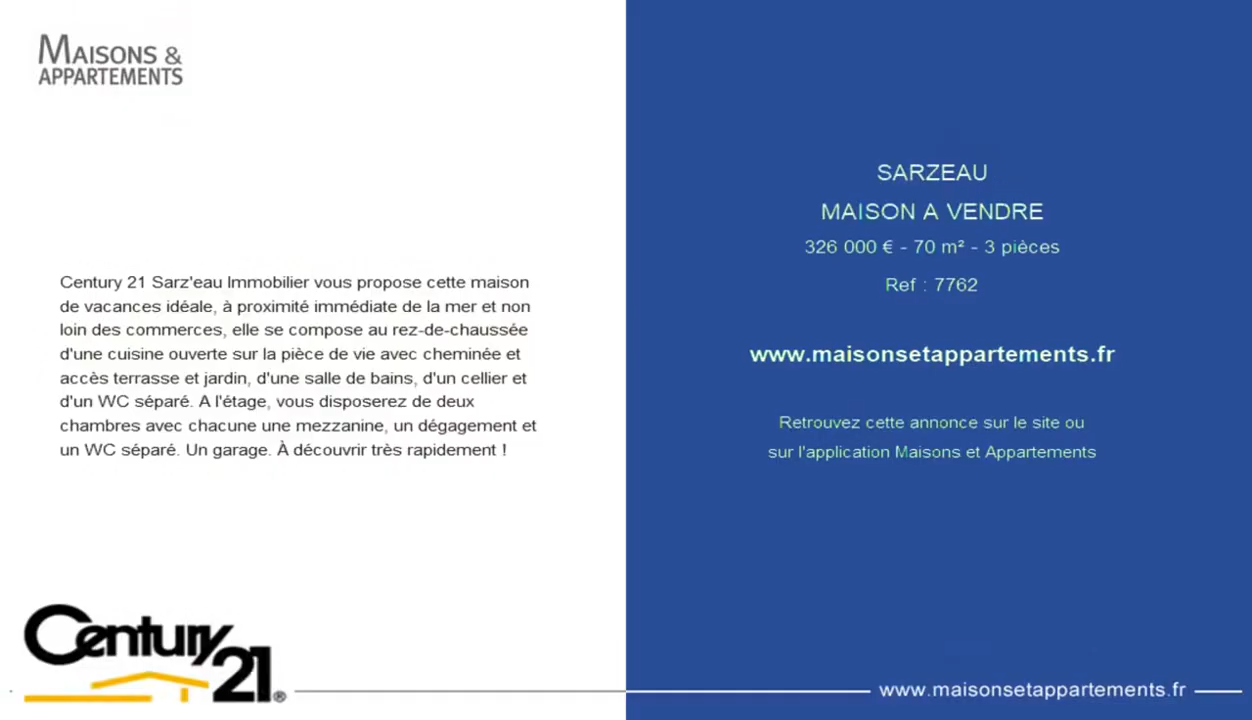 MAISONS &
APPARTEMENTS
Century 21 Sarz'eau Immobilier vous propose cette maison
de vacances idéale, à proximité immédiate de la mer et non
loin des commerces, elle se compose au rez-de-chaussée
d'une cuisine ouverte sur la pièce de vie avec cheminée et
accès terrasse et jardin, d'une salle de bains, d'un cellier et
d'un WC séparé. A l'étage, vous disposerez de deux
chambres avec chacune une mezzanine, un dégagement et
un WC séparé. Un garage. À découvrir très rapidement !
Century 21®
SARZEAU
MAISON A VENDRE
326 000 € - 70 m² - 3 pièces
Ref : 7762
www.maisonsetappartements.fr
Retrouvez cette annonce sur le site ou
sur l'application Maisons et Appartements
www.maisonsetappartements.fr